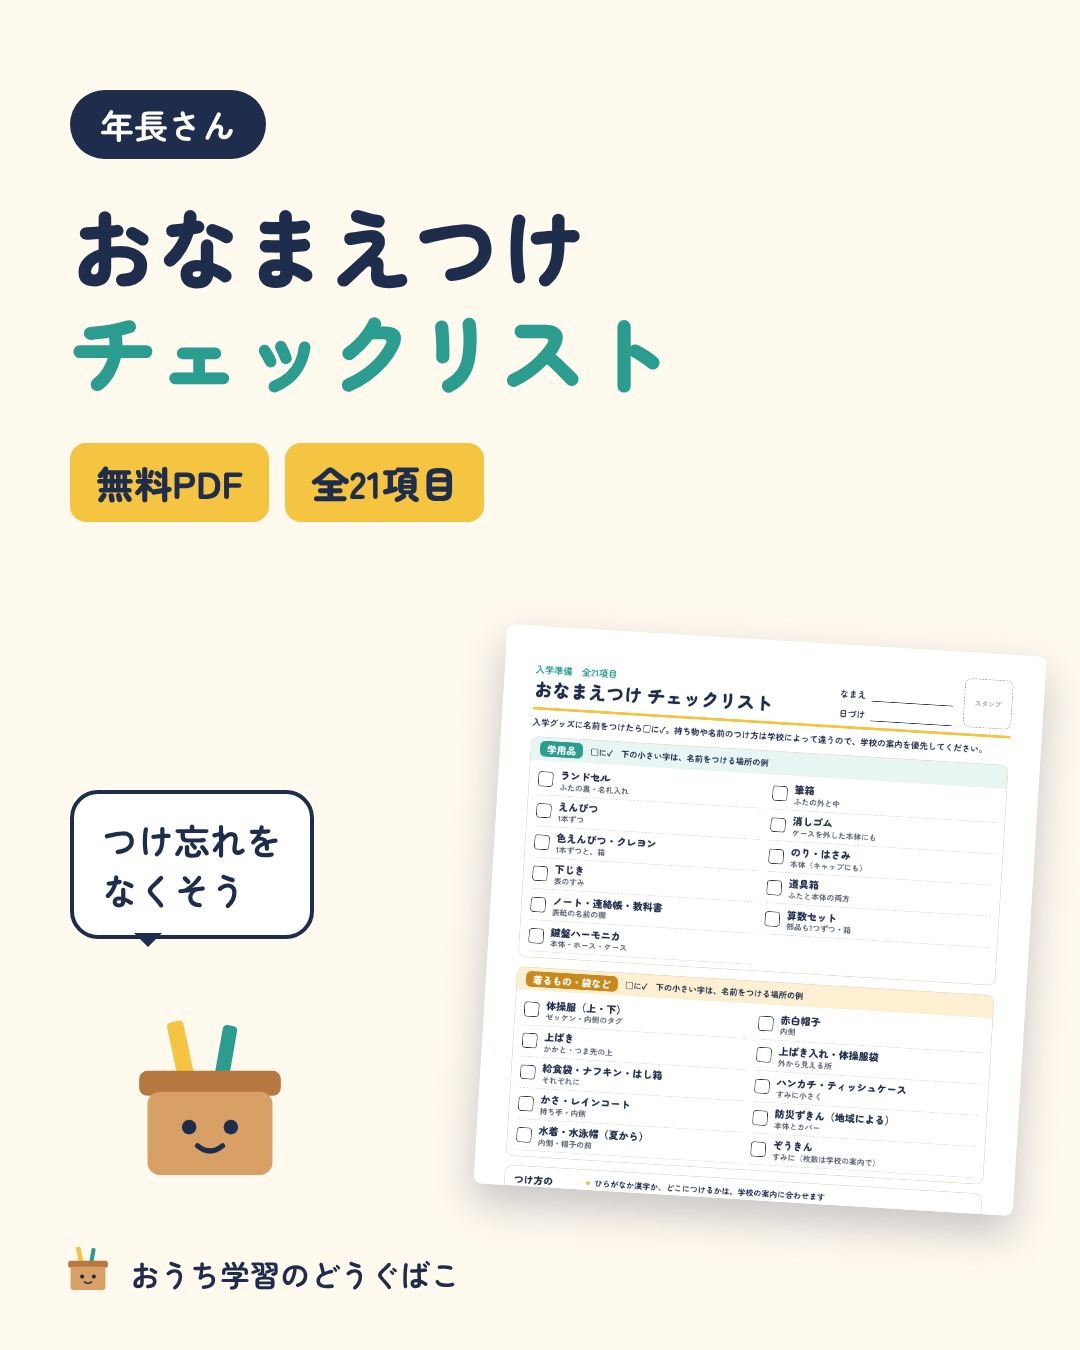 年長さん
おなまえつけ
チェックリスト
無料PDF
全21項目
つけ忘れを
なくそう
入学準備 全21項目
おなまえつけ チェックリスト
なまえ
日づけ
スタンプ
入学グッズに名前をつけたら□に✓。持ち物や名前のつけ方は学校によって違うので、学校の案内を優先してください。
学用品 □に✓ 下の小さい字は、名前をつける場所の例
ランドセル
ふたの裏・名札入れ
えんぴつ
1本ずつ
色えんぴつ・クレヨン
1本ずつと、箱
下じき
表のすみ
ノート・連絡帳・教科書
表紙の名前の欄
鍵盤ハーモニカ
本体・ホース・ケース
筆箱
ふたの外と中
消しゴム
ケースを外した本体にも
のり・はさみ
本体（キャップにも）
道具箱
ふたと本体の両方
算数セット
部品も1つずつ・箱
着るもの・袋など □に✓ 下の小さい字は、名前をつける場所の例
体操服（上・下）
ゼッケン・内側のタグ
上ばき
かかと・つま先の上
給食袋・ナフキン・はし箱
それぞれに
かさ・レインコート
持ち手・内側
水着・水泳帽（夏から）
内側・帽子の前
赤白帽子
内側
上ばき入れ・体操服袋
外から見える所
ハンカチ・ティッシュケース
すみに小さく
防災ずきん（地域による）
本体とカバー
ぞうきん
すみに（枚数は学校の案内で）
つけ方の
ひらがなか漢字か、どこにつけるかは、学校の案内に合わせます
おうち学習のどうぐばこ